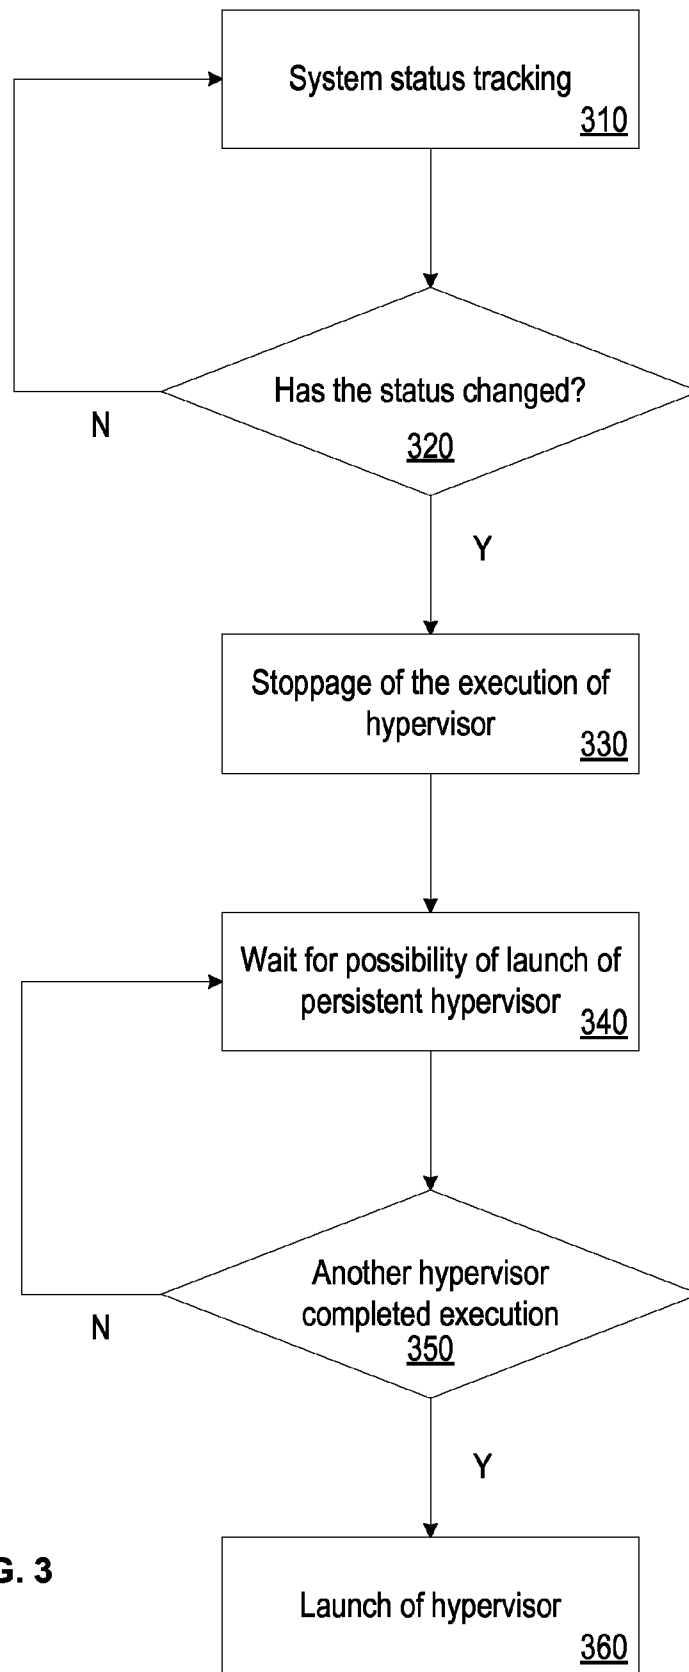 System status tracking
310
Has the status changed?
320
N
Y
Stoppage of the execution of
hypervisor
330
Wait for possibility of launch of
persistent hypervisor
340
Another hypervisor
completed execution
350
N
Y
G. 3
Launch of hypervisor
360